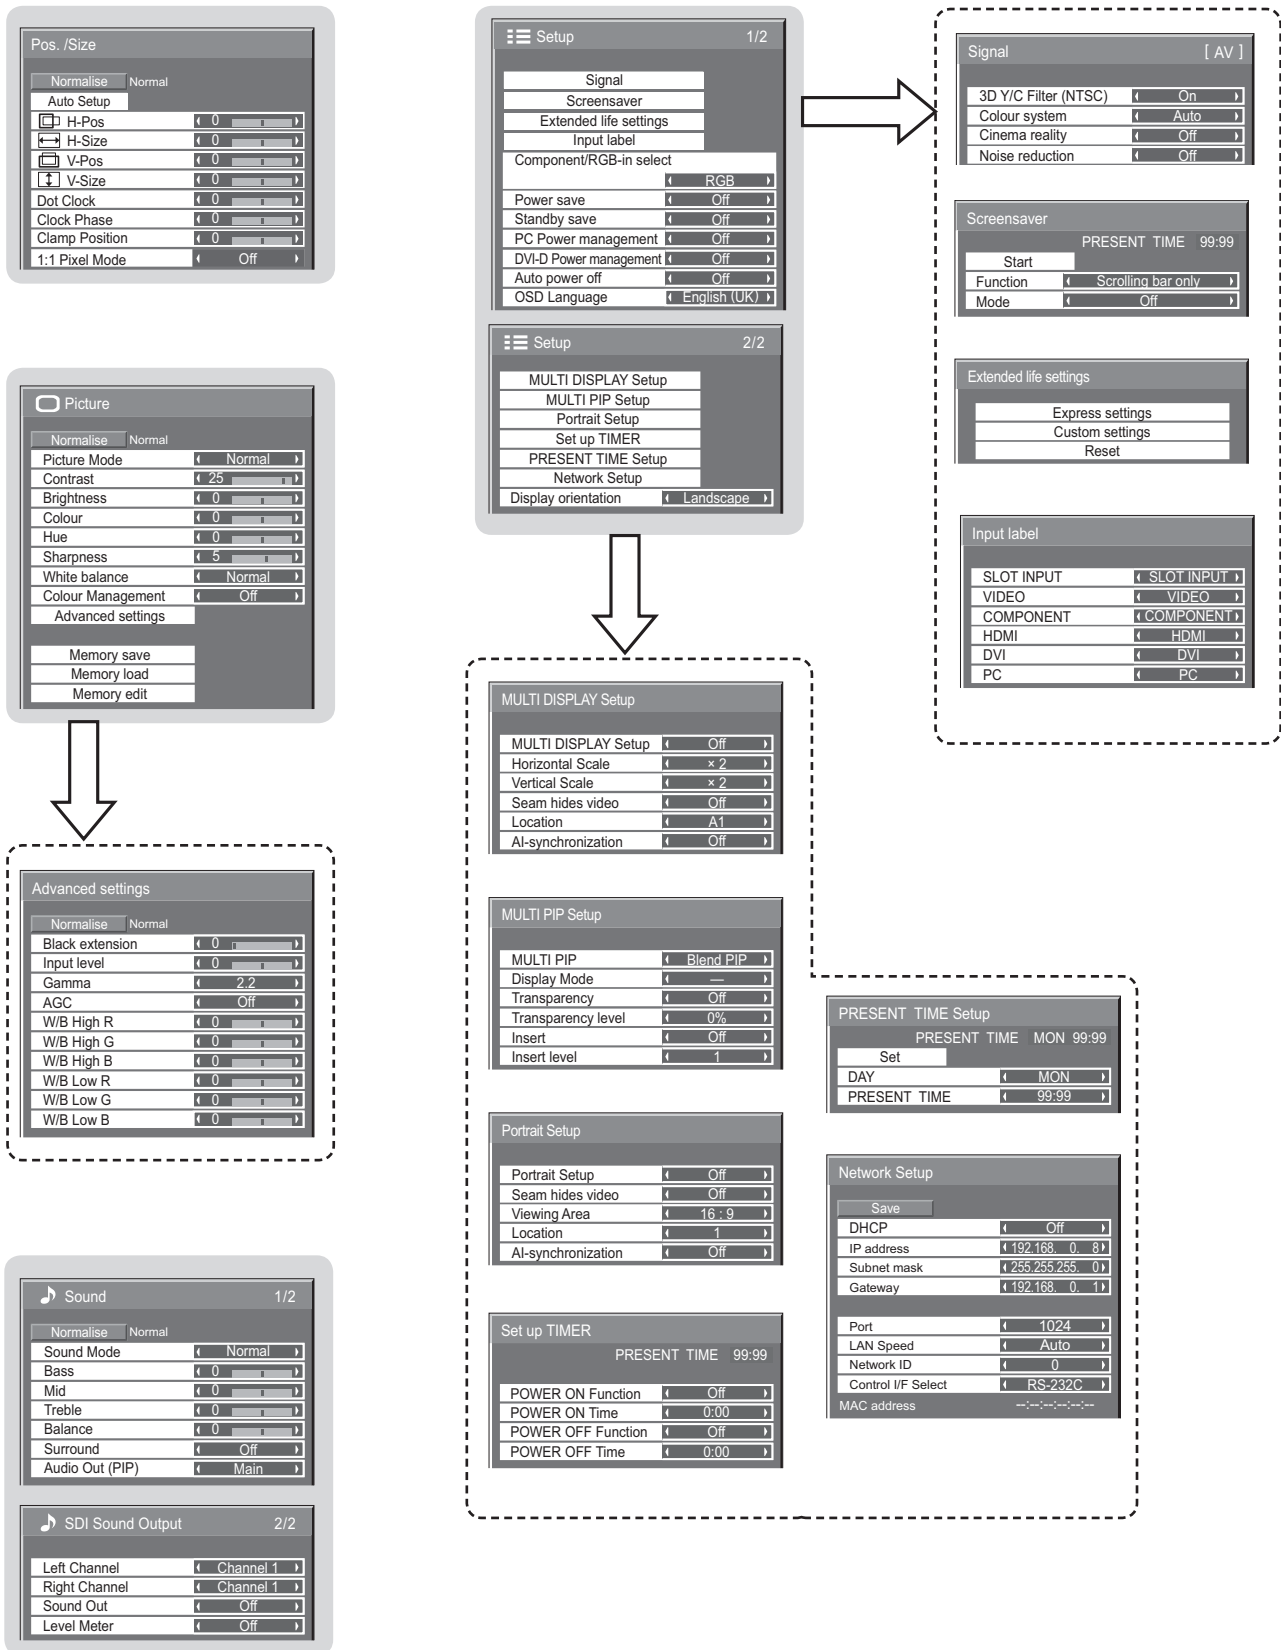 Pos. /Size
Normalise Normal
Auto Setup
H-Pos 0
H-Size 0
V-Pos 0
V-Size 0
Dot Clock 0
Clock Phase 0
Clamp Position 0
1:1 Pixel Mode Off
Picture
Normalise Normal
Picture Mode Normal
Contrast 25
Brightness 0
Colour 0
Hue 0
Sharpness 5
White balance Normal
Colour Management Off
Advanced settings
Memory save
Memory load
Memory edit
Advanced settings
Normalise Normal
Black extension 0
Input level 0
Gamma 2.2
AGC Off
W/B High R 0
W/B High G 0
W/B High B 0
W/B Low R 0
W/B Low G 0
W/B Low B 0
Sound 1/2
Normalise Normal
Sound Mode Normal
Bass 0
Mid 0
Treble 0
Balance 0
Surround Off
Audio Out (PIP) Main
SDI Sound Output 2/2
Left Channel Channel 1
Right Channel Channel 1
Sound Out Off
Level Meter Off
Setup 1/2
Signal
Screensaver
Extended life settings
Input label
Component/RGB-in select
RGB
Power save Off
Standby save Off
PC Power management Off
DVI-D Power management Off
Auto power off Off
OSD Language English (UK)
Setup 2/2
MULTI DISPLAY Setup
MULTI PIP Setup
Portrait Setup
Set up TIMER
PRESENT TIME Setup
Network Setup
Display orientation Landscape
MULTI DISPLAY Setup
MULTI DISPLAY Setup Off
Horizontal Scale × 2
Vertical Scale × 2
Seam hides video Off
Location A1
AI-synchronization Off
MULTI PIP Setup
MULTI PIP Blend PIP
Display Mode —
Transparency Off
Transparency level 0%
Insert Off
Insert level 1
Portrait Setup
Portrait Setup Off
Seam hides video Off
Viewing Area 16 : 9
Location 1
AI-synchronization Off
Set up TIMER
PRESENT TIME 99:99
POWER ON Function Off
POWER ON Time 0:00
POWER OFF Function Off
POWER OFF Time 0:00
Signal [ AV ]
3D Y/C Filter (NTSC) On
Colour system Auto
Cinema reality Off
Noise reduction Off
Screensaver
PRESENT TIME 99:99
Start
Function Scrolling bar only
Mode Off
Extended life settings
Express settings
Custom settings
Reset
Input label
SLOT INPUT SLOT INPUT
VIDEO VIDEO
COMPONENT COMPONENT
HDMI HDMI
DVI DVI
PC PC
PRESENT TIME Setup
PRESENT TIME MON 99:99
Set
DAY MON
PRESENT TIME 99:99
Network Setup
Save
DHCP Off
IP address 192.168. 0. 8
Subnet mask 255.255.255. 0
Gateway 192.168. 0. 1
Port 1024
LAN Speed Auto
Network ID 0
Control I/F Select RS-232C
MAC address --:--:--:--:--:--